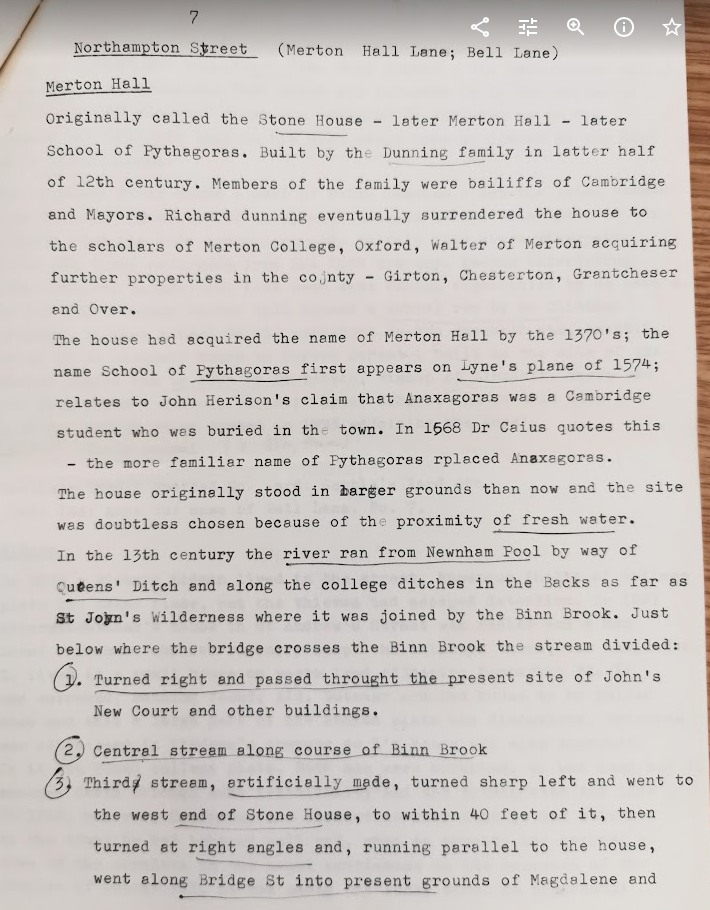 7
Northampton Street (Merton Hall Lane; Bell Lane)
Merton Hall
Originally called the Stone House - later Merton Hall - later
School of Pythagoras. Built by the Dunning family in latter half
of 12th century. Members of the family were bailiffs of Cambridge
and Mayors. Richard dunning eventually surrendered the house to
the scholars of Merton College, Oxford, Walter of Merton acquiring
further properties in the cojnty - Girton, Chesterton, Grantcheser
and Over.
The house had acquired the name of Merton Hall by the 1370's; the
name School of Pythagoras first appears on Lyne's plane of 1574;
relates to John Herison's claim that Anaxagoras was a Cambridge
student who was buried in the town. In 1568 Dr Caius quotes this
- the more familiar name of Pythagoras rplaced Anaxagoras.
The house originally stood in larger grounds than now and the site
was doubtless chosen because of the proximity of fresh water.
In the 13th century the river ran from Newnham Pool by way of
Queens' Ditch and along the college ditches in the Backs as far as
St John's Wilderness where it was joined by the Binn Brook. Just
below where the bridge crosses the Binn Brook the stream divided:
1. Turned right and passed throught the present site of John's
New Court and other buildings.
2. Central stream along course of Binn Brook
3. Third stream, artificially made, turned sharp left and went to
the west end of Stone House, to within 40 feet of it, then
turned at right angles and, running parallel to the house,
went along Bridge St into present grounds of Magdalene and